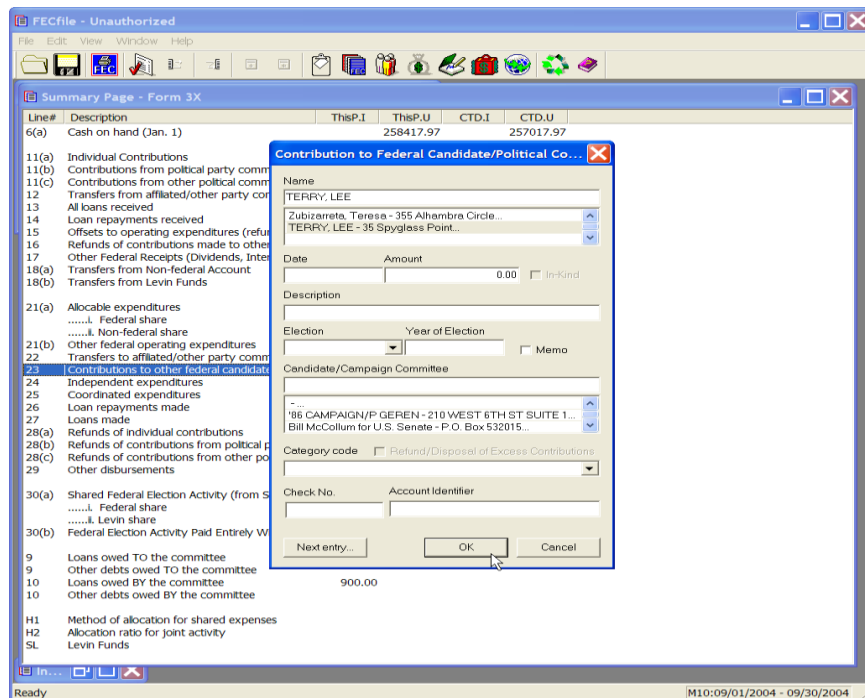 FECfile - Unauthorized
File Edit View Window Help
FEC
Summary Page - Form 3X
Line# Description ThisP.I ThisP.U CTD.I CTD.U
6(a) Cash on hand (Jan. 1) 258417.97 257017.97
11(a) Individual Contributions
11(b) Contributions from political party comm
11(c) Contributions from other political comm
12 Transfers from affiliated/other party con
13 All loans received
14 Loan repayments received
15 Offsets to operating expenditures (refun
16 Refunds of contributions made to other
17 Other Federal Receipts (Dividends, Inter
18(a) Transfers from Non-federal Account
18(b) Transfers from Levin Funds
21(a) Allocable expenditures
......i. Federal share
......ii. Non-federal share
21(b) Other federal operating expenditures
22 Transfers to affiliated/other party comm
23 Contributions to other federal candidate
24 Independent expenditures
25 Coordinated expenditures
26 Loan repayments made
27 Loans made
28(a) Refunds of individual contributions
28(b) Refunds of contributions from political p
28(c) Refunds of contributions from other po
29 Other disbursements
30(a) Shared Federal Election Activity (from S
......i. Federal share
......ii. Levin share
30(b) Federal Election Activity Paid Entirely W
9 Loans owed TO the committee
9 Other debts owed TO the committee
10 Loans owed BY the committee 900.00
10 Other debts owed BY the committee
H1 Method of allocation for shared expenses
H2 Allocation ratio for joint activity
SL Levin Funds
Contribution to Federal Candidate/Political Co...
Name
TERRY, LEE
Zubizarreta, Teresa - 355 Alhambra Circle...
TERRY, LEE - 35 Spyglass Point...
Date Amount
0.00 In-Kind
Description
Election Year of Election
Memo
Candidate/Campaign Committee
- ...
'86 CAMPAIGN/P GEREN - 210 WEST 6TH ST SUITE 1...
Bill McCollum for U.S. Senate - P.O. Box 532015...
Category code Refund/Disposal of Excess Contributions
Check No. Account Identifier
Next entry... OK Cancel
In...
Ready M10:09/01/2004 - 09/30/2004